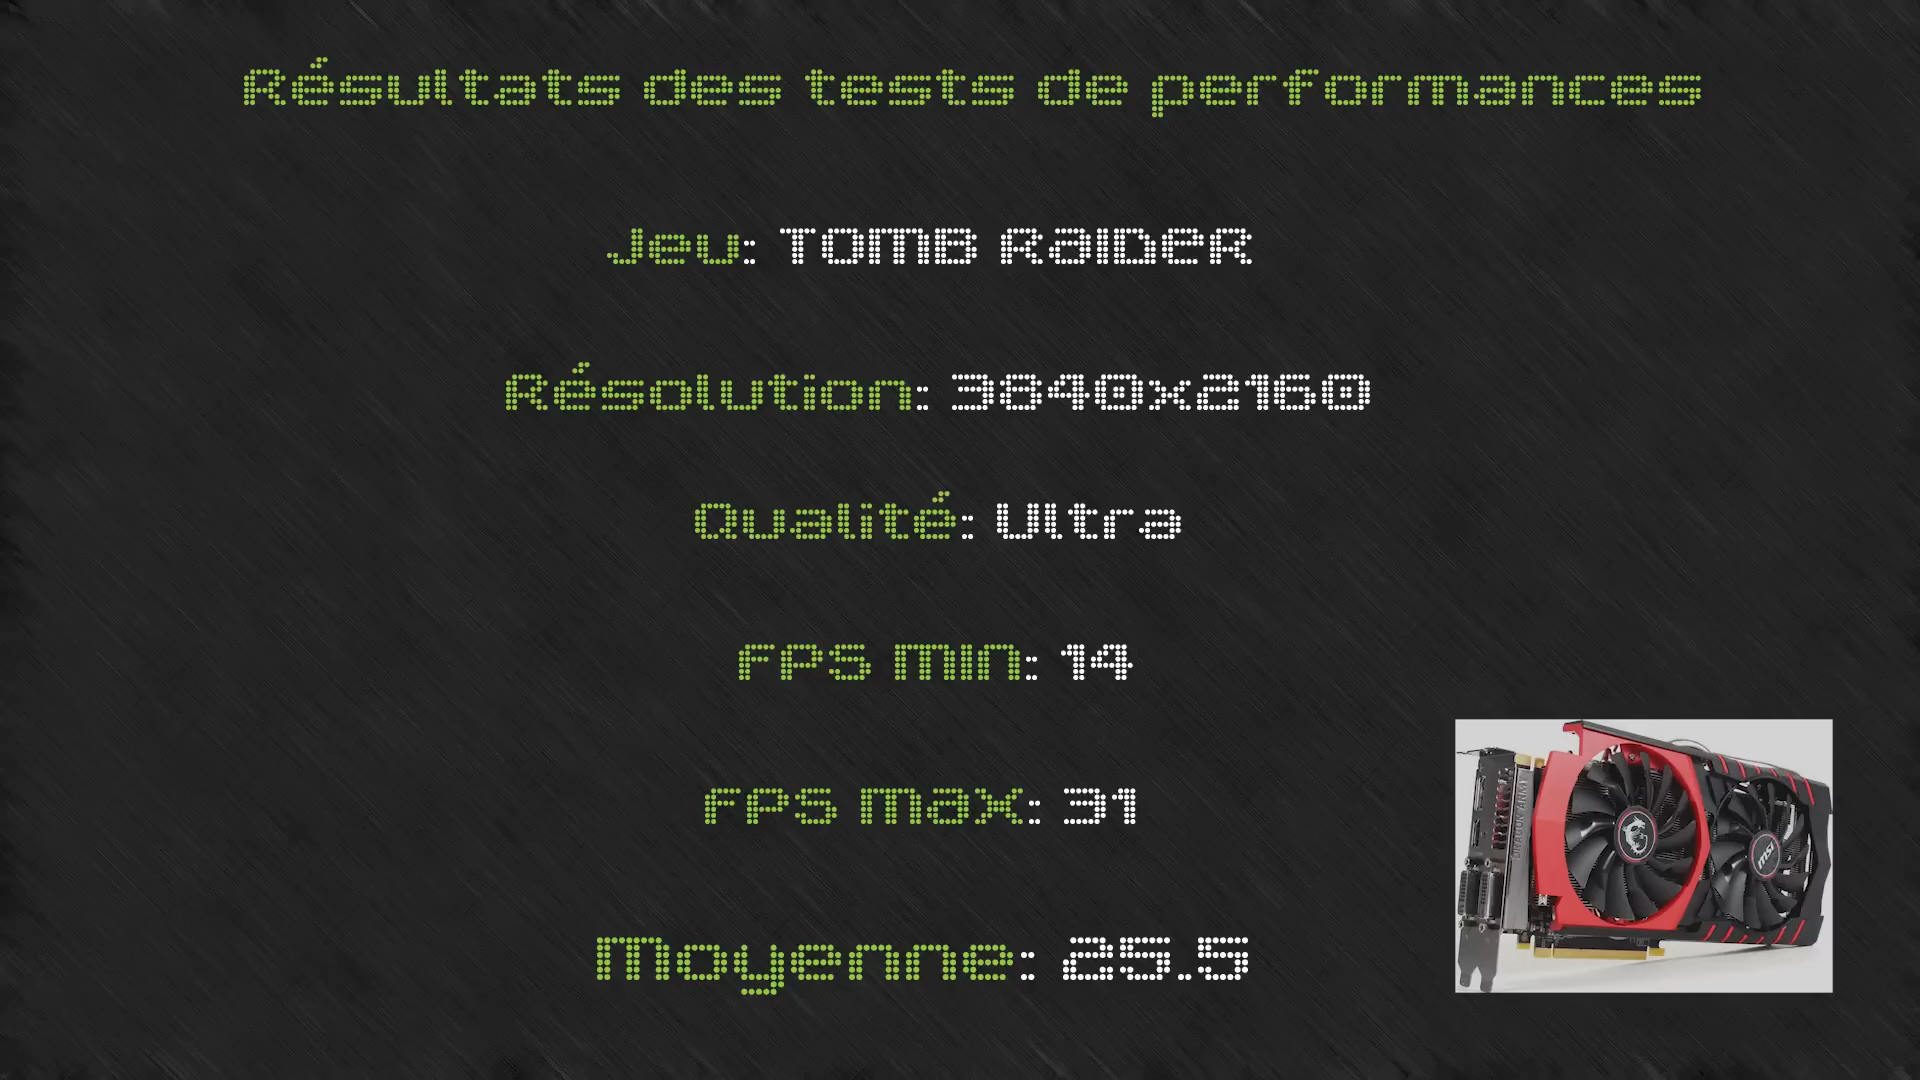 Résultats des tests de performances
Jeu: TOMB RaIDER
Résolution: 3840x2160
Qualité: Ultra
FPS Min: 14
FPS Max: 31
Moyenne: 25.5
msi